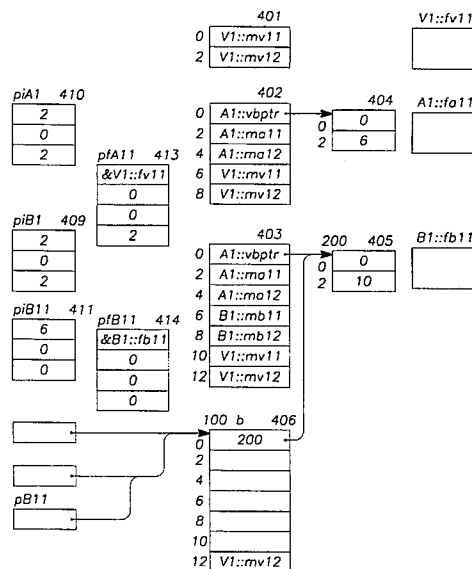 401
V1::fv11
0 V1::mv11
2 V1::mv12
piA1 410
2
0
2
402
0 A1::vbptr
2 A1::ma11
4 A1::ma12
6 V1::mv11
8 V1::mv12
404
0 0
2 6
A1::fa11
pfA11 413
&V1::fv11
0
0
2
piB1 409
2
0
2
403
0 A1::vbptr
2 A1::ma11
4 A1::ma12
6 B1::mb11
8 B1::mb12
10 V1::mv11
12 V1::mv12
200 405
0 0
2 10
B1::fb11
piB11 411
6
0
0
pfB11 414
&B1::fb11
0
0
0
pB11
100 b 406
0 200
2
4
6
8
10
12 V1::mv12